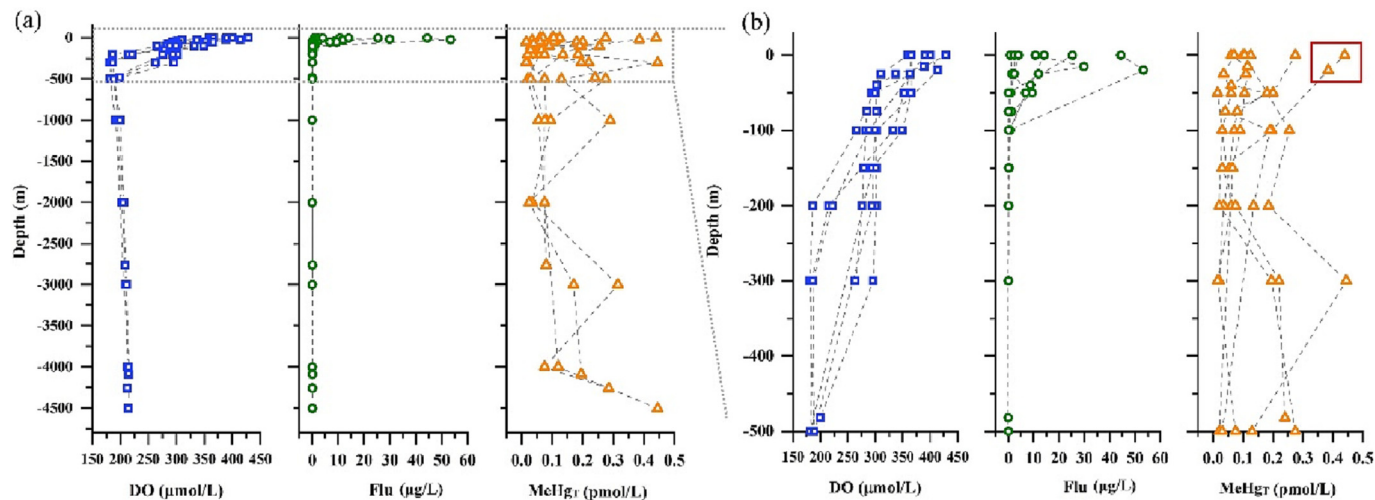 (a)
0
-500
-1000
-1500
-2000
-2500
-3000
-3500
-4000
-4500
Depth (m)
150 200 250 300 350 400 450
DO (μmol/L)
0 10 20 30 40 50 60
Flu (μg/L)
0.0 0.1 0.2 0.3 0.4 0.5
MeHgT (pmol/L)
(b)
0
-100
-200
-300
-400
-500
Depth (m)
150 200 250 300 350 400 450
DO (μmol/L)
0 10 20 30 40 50 60
Flu (μg/L)
0.0 0.1 0.2 0.3 0.4 0.5
MeHgT (pmol/L)